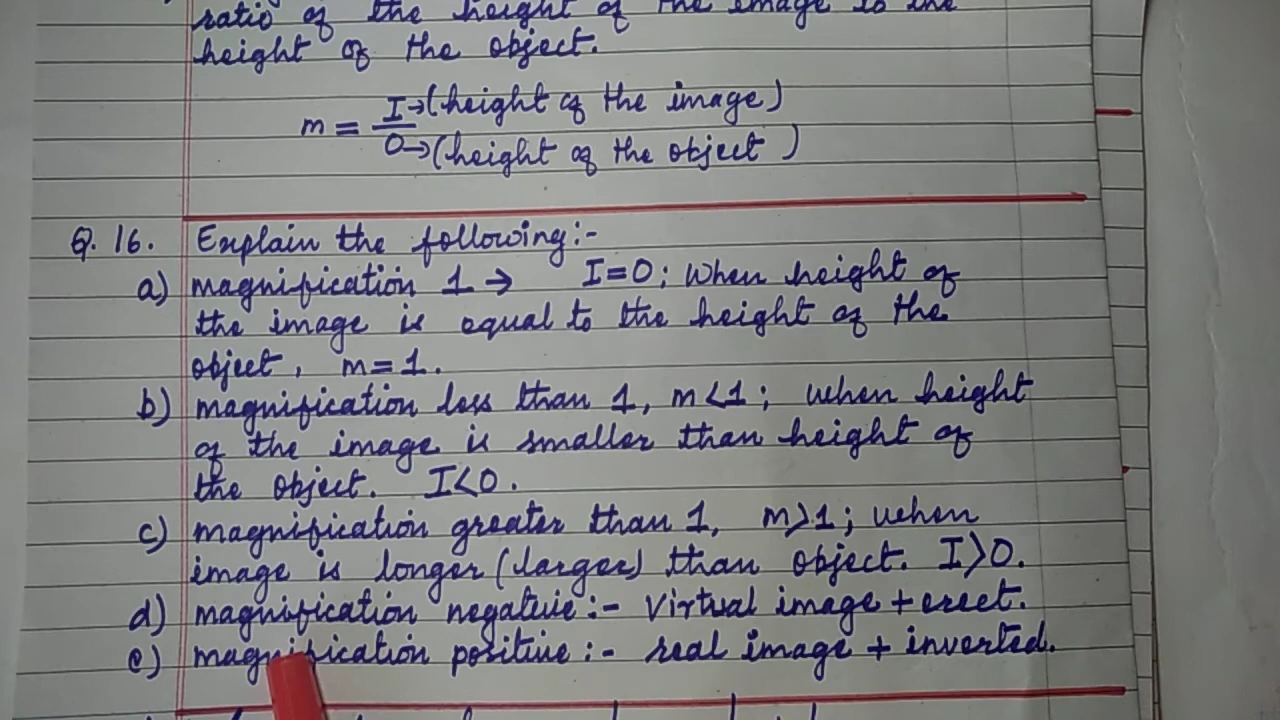 ratio of the height of the image to the
height of the object.
m = I→(height of the image)
O→(height of the object)
Q. 16. Explain the following:-
a) magnification 1 → I=O; When height of
the image is equal to the height of the
object, m=1.
b) magnification less than 1, m<1; when height
of the image is smaller than height of
the object. I<O.
c) magnification greater than 1, m>1; when
image is longer (larger) than object. I>O.
d) magnification negative:- virtual image + erect.
e) magnification positive:- real image + inverted.